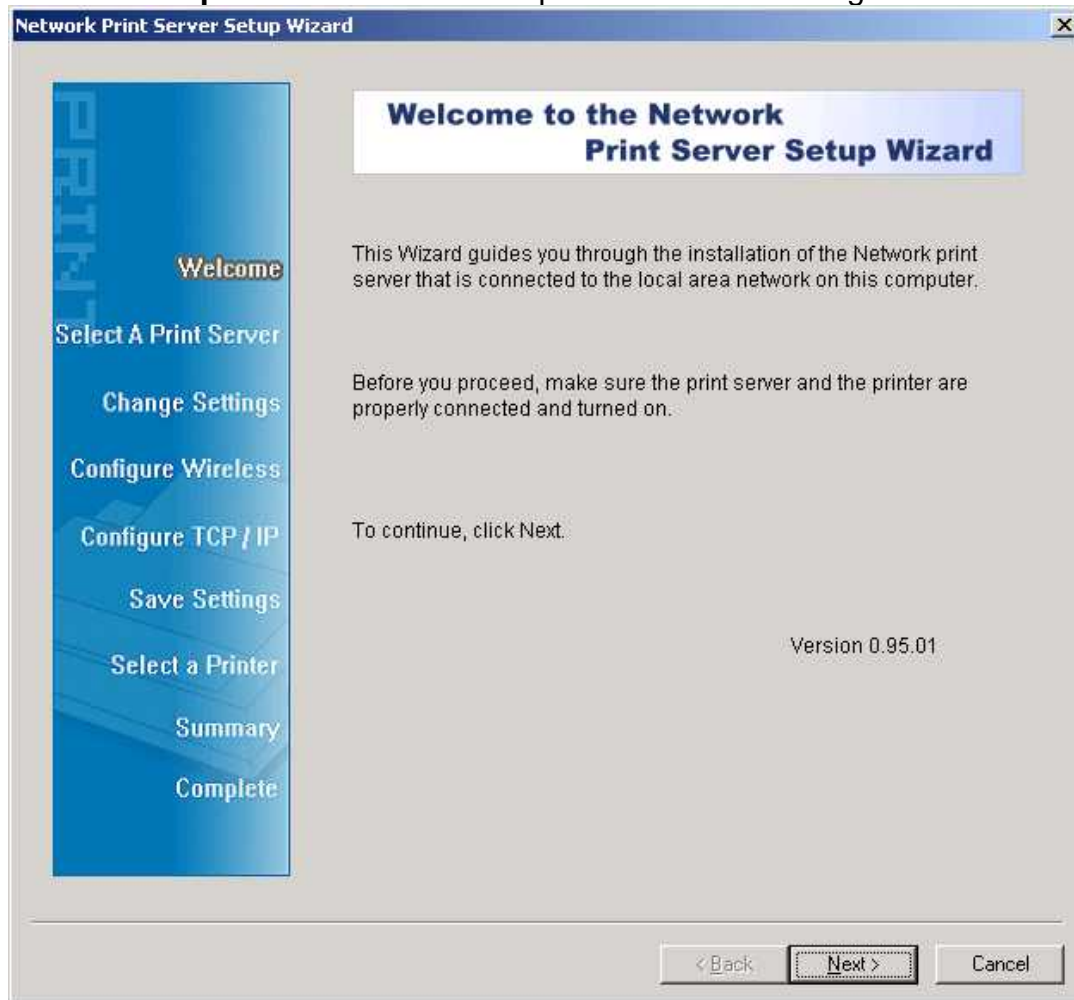 Network Print Server Setup Wizard
PRINT
Welcome to the Network
Print Server Setup Wizard
Welcome
Select A Print Server
Change Settings
Configure Wireless
Configure TCP / IP
Save Settings
Select a Printer
Summary
Complete
This Wizard guides you through the installation of the Network print
server that is connected to the local area network on this computer.
Before you proceed, make sure the print server and the printer are
properly connected and turned on.
To continue, click Next.
Version 0.95.01
< Back
Next >
Cancel